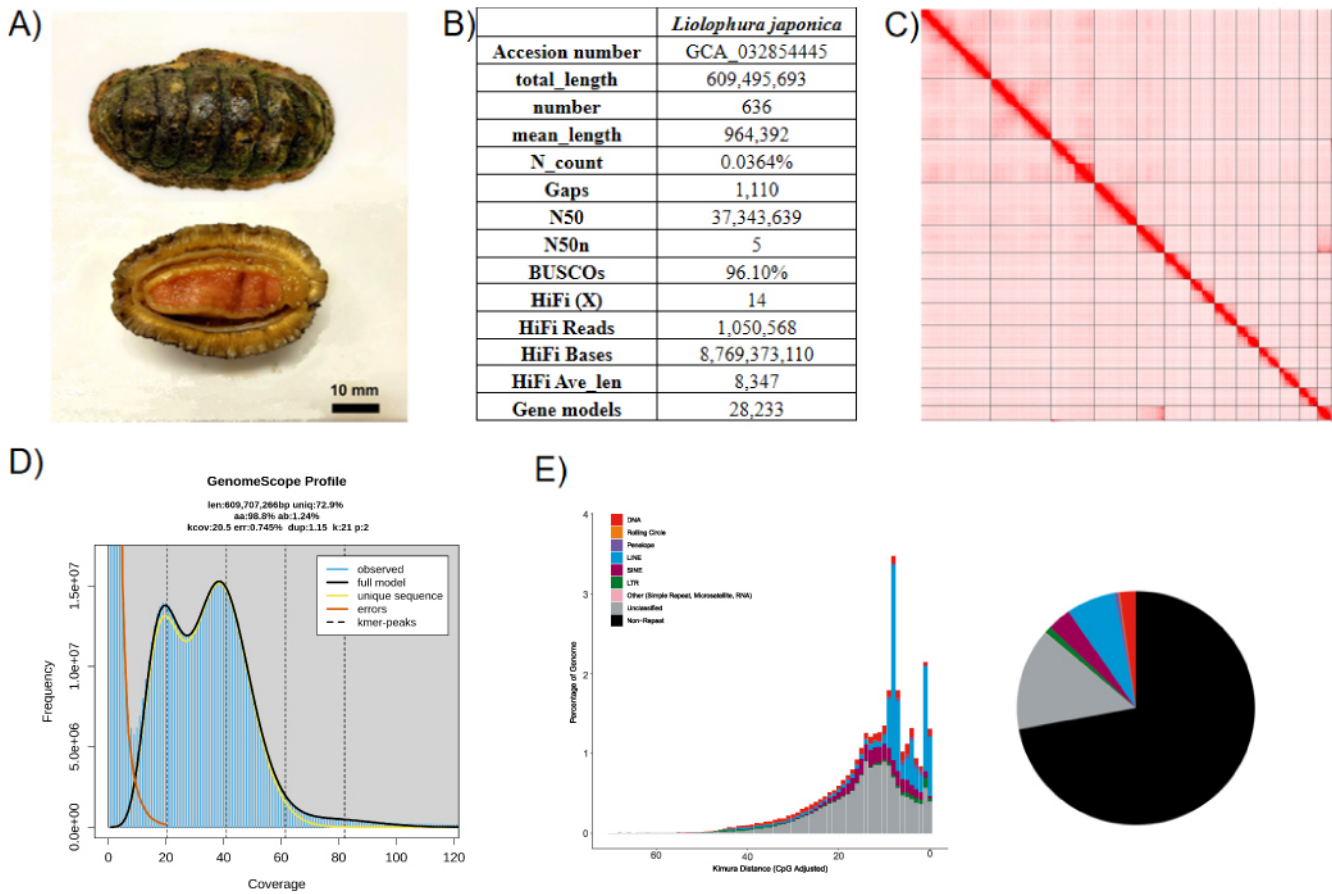 A)
B)
Liolophura japonica
Accesion number GCA_032854445
total_length 609,495,693
number 636
mean_length 964,392
N_count 0.0364%
Gaps 1,110
N50 37,343,639
N50n 5
BUSCOs 96.10%
HiFi (X) 14
HiFi Reads 1,050,568
HiFi Bases 8,769,373,110
HiFi Ave_len 8,347
Gene models 28,233
C)
10 mm
D)
GenomeScope Profile
len:609,707,266bp uniq:72.9%
aa:98.8% ab:1.24%
kcov:20.5 err:0.745% dup:1.15 k:21 p:2
observed
full model
unique sequence
errors
kmer-peaks
Frequency
1.5e+07
1.0e+07
5.0e+06
0.0e+00
0 20 40 60 80 100 120
Coverage
E)
DNA
Rolling Circle
Penelope
LINE
SINE
LTR
Other (Simple Repeat, Microsatellite, RNA)
Unclassified
Non-Repeat
Percentage of Genome
4
3
2
1
0
60 40 20 0
Kimura Distance (CpG Adjusted)